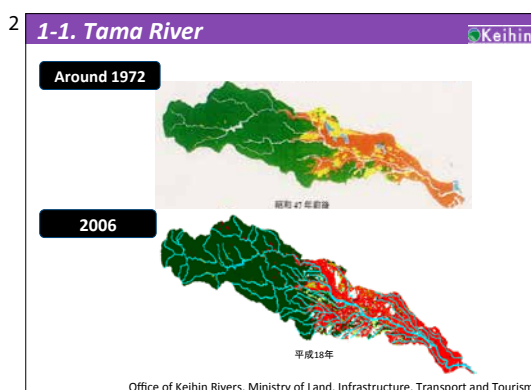 2
1-1. Tama River
Keihin
Around 1972
昭和47年前後
2006
平成18年
Office of Keihin Rivers, Ministry of Land, Infrastructure, Transport and Tourism